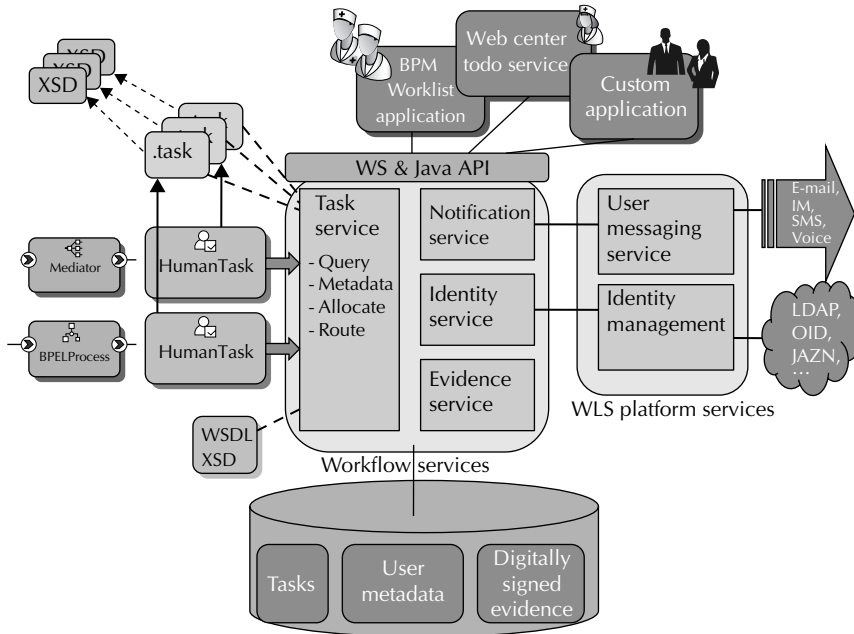 XSD
XSD
XSD
task
task
.task
BPM
Worklist
application
Web center
todo service
Custom
application
WS & Java API
Task
service
- Query
- Metadata
- Allocate
- Route
Notification
service
Identity
service
Evidence
service
User
messaging
service
Identity
management
E-mail,
IM,
SMS,
Voice
LDAP,
OID,
JAZN,
...
Mediator
HumanTask
BPELProcess
HumanTask
WSDL
XSD
Workflow services
WLS platform services
Tasks
User
metadata
Digitally
signed
evidence